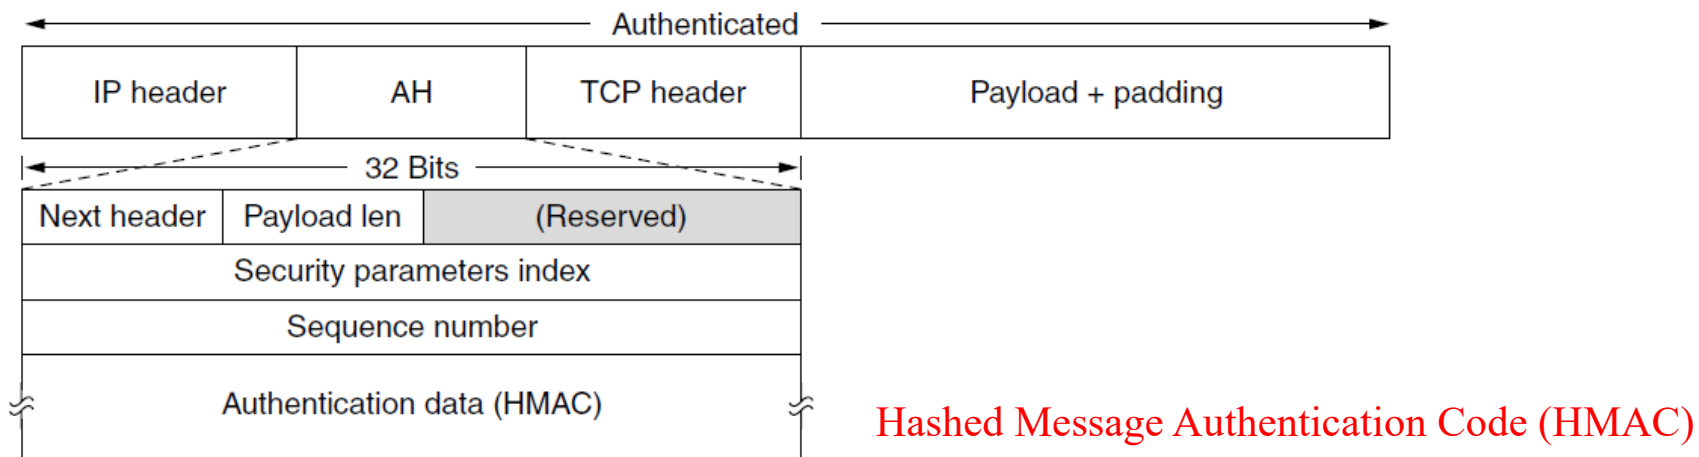 Authenticated
IP header AH TCP header Payload + padding
32 Bits
Next header Payload len (Reserved)
Security parameters index
Sequence number
Authentication data (HMAC)
Hashed Message Authentication Code (HMAC)